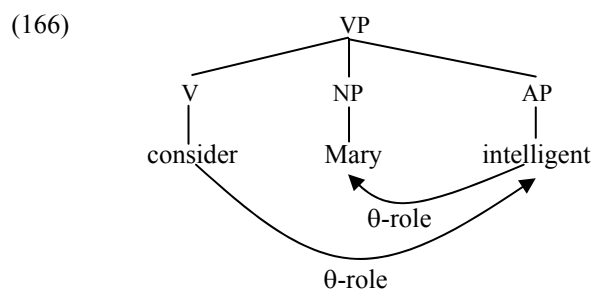 (166) VP
V NP AP
consider Mary intelligent
θ-role
θ-role